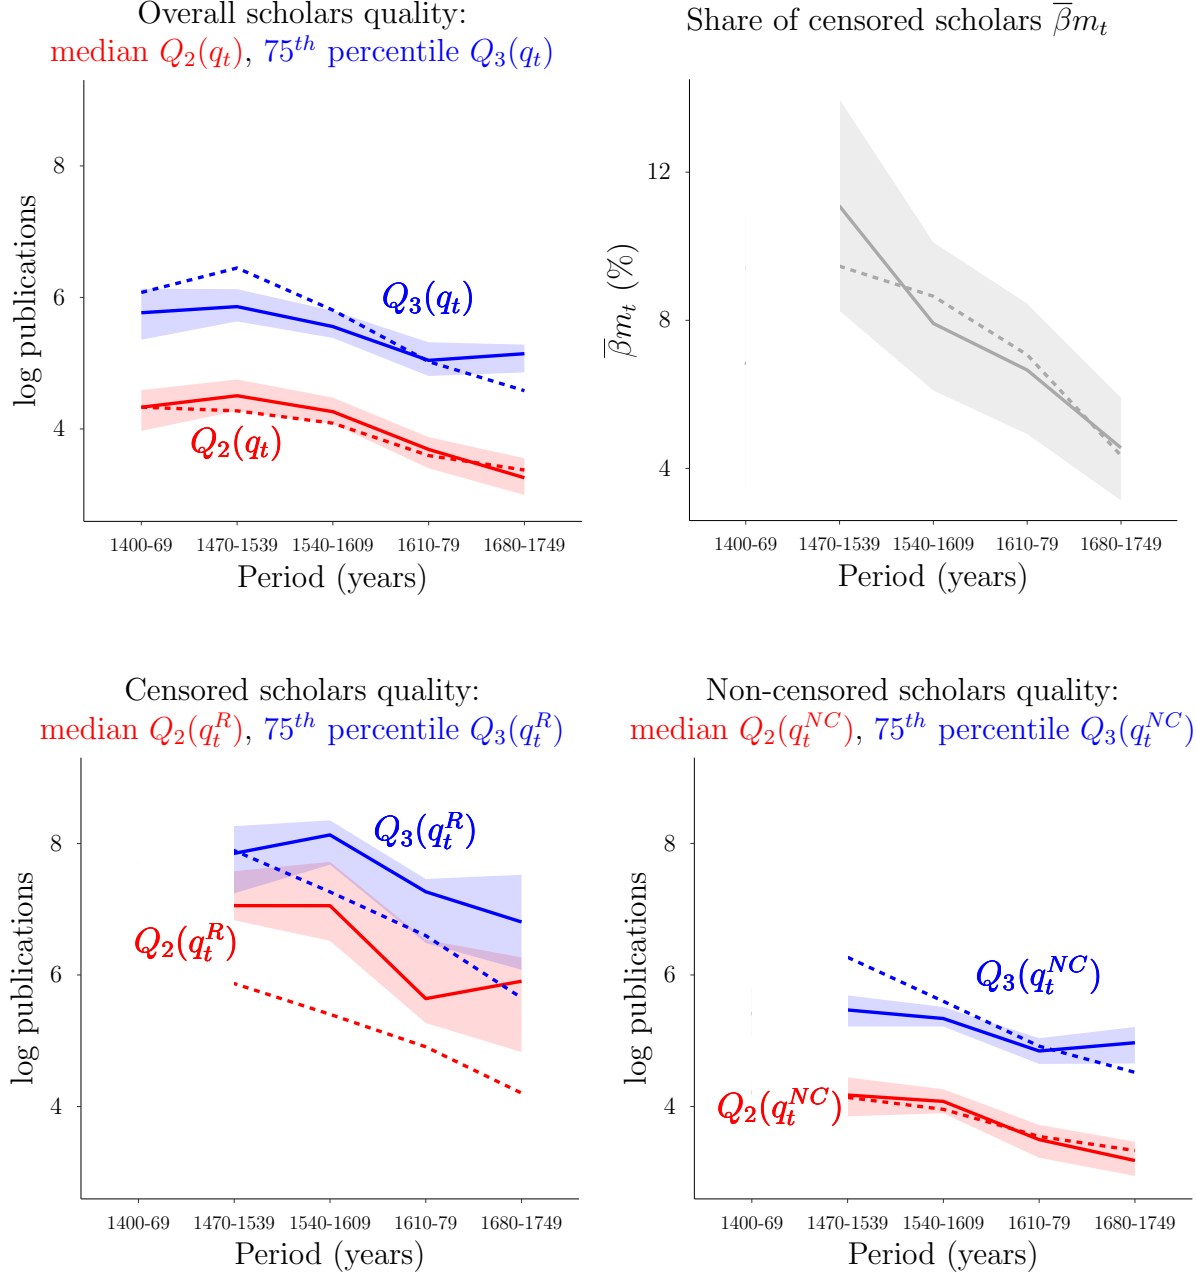 Overall scholars quality:
median Q₂(qₜ), 75ᵗʰ percentile Q₃(qₜ)
log publications
8
6
4
Q₃(qₜ)
Q₂(qₜ)
1400-69 1470-1539 1540-1609 1610-79 1680-1749
Period (years)
Share of censored scholars β̅mₜ
β̅mₜ (%)
12
8
4
1400-69 1470-1539 1540-1609 1610-79 1680-1749
Period (years)
Censored scholars quality:
median Q₂(qₜᴿ), 75ᵗʰ percentile Q₃(qₜᴿ)
log publications
8
6
4
Q₃(qₜᴿ)
Q₂(qₜᴿ)
1400-69 1470-1539 1540-1609 1610-79 1680-1749
Period (years)
Non-censored scholars quality:
median Q₂(qₜᴺᶜ), 75ᵗʰ percentile Q₃(qₜᴺᶜ)
log publications
8
6
4
Q₃(qₜᴺᶜ)
Q₂(qₜᴺᶜ)
1400-69 1470-1539 1540-1609 1610-79 1680-1749
Period (years)